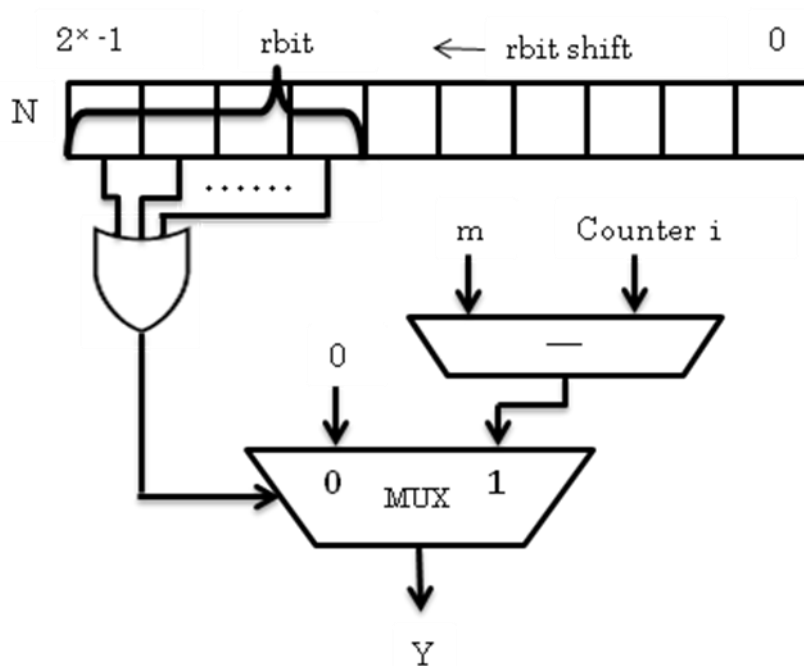 2ˣ -1
rbit
← rbit shift
0
N
......
m
Counter i
—
0
0
MUX
1
Y